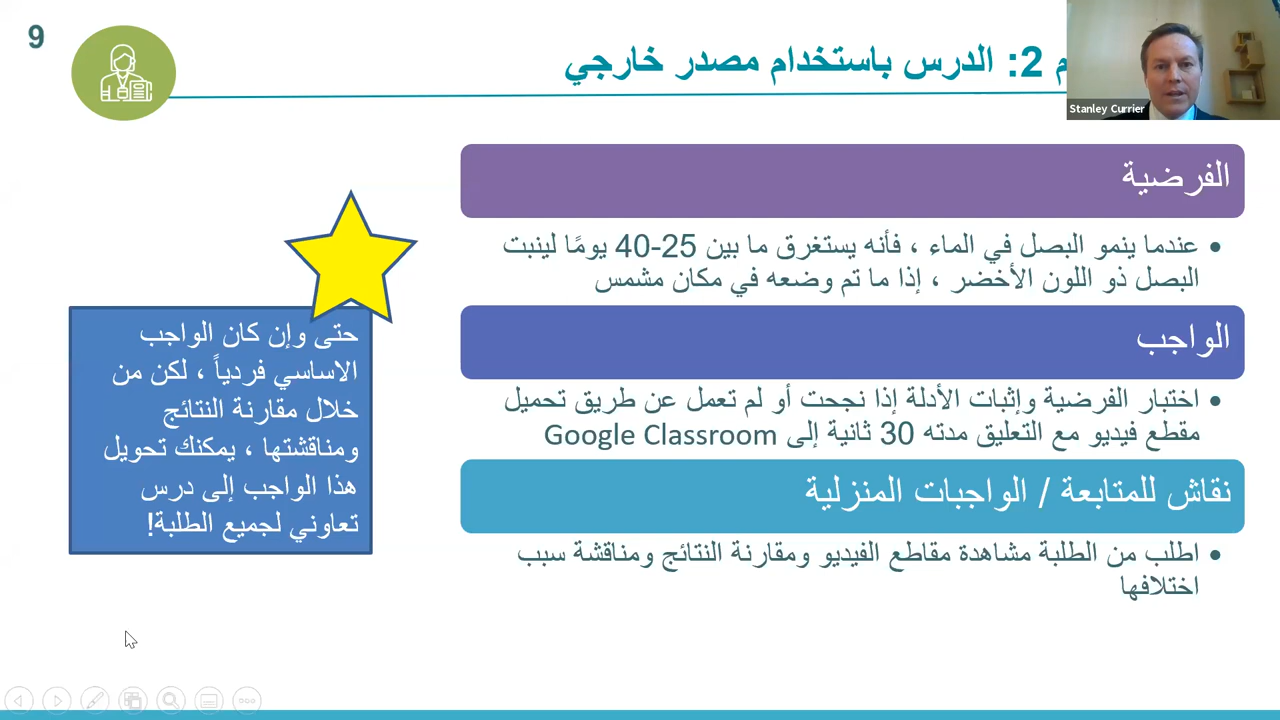 9
2: الدرس باستخدام مصدر خارجي
Stanley Currier
الفرضية
عندما ينمو البصل في الماء ، فأنه يستغرق ما بين 25-40 يومًا لينبت
البصل ذو اللون الأخضر ، إذا ما تم وضعه في مكان مشمس
الواجب
اختبار الفرضية وإثبات الأدلة إذا نجحت أو لم تعمل عن طريق تحميل
مقطع فيديو مع التعليق مدته 30 ثانية إلى Google Classroom
نقاش للمتابعة / الواجبات المنزلية
اطلب من الطلبة مشاهدة مقاطع الفيديو ومقارنة النتائج ومناقشة سبب
اختلافها
حتى وإن كان الواجب
الاساسي فردياً ، لكن من
خلال مقارنة النتائج
ومناقشتها ، يمكنك تحويل
هذا الواجب إلى درس
تعاوني لجميع الطلبة!